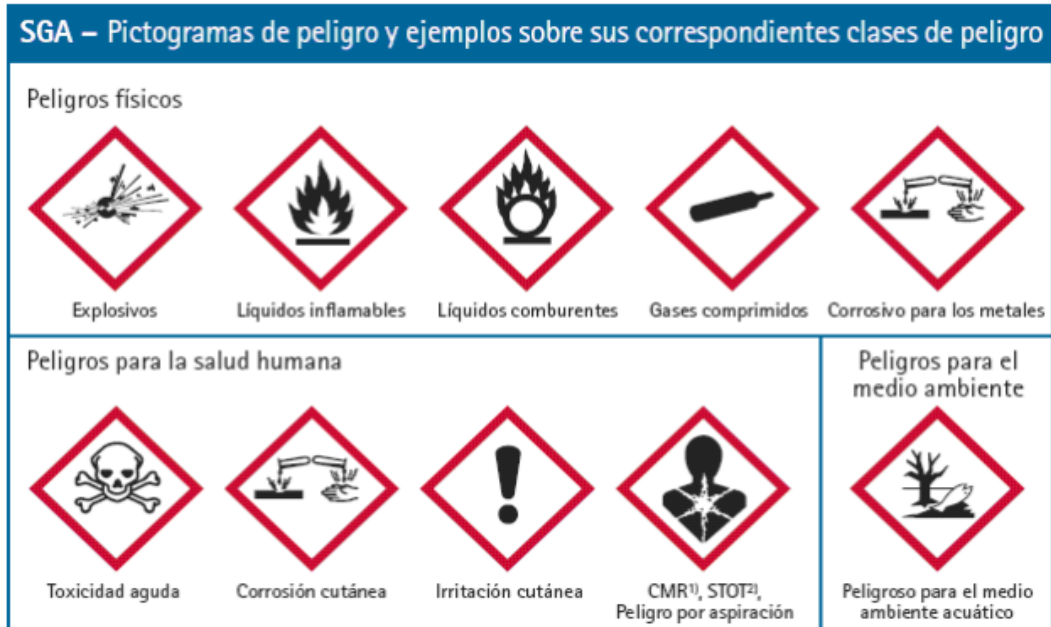 SGA – Pictogramas de peligro y ejemplos sobre sus correspondientes clases de peligro
Peligros físicos
Explosivos
Líquidos inflamables
Líquidos comburentes
Gases comprimidos
Corrosivo para los metales
Peligros para la salud humana
Toxicidad aguda
Corrosión cutánea
Irritación cutánea
CMR¹⁾, STOT²⁾,
Peligro por aspiración
Peligros para el
medio ambiente
Peligroso para el medio
ambiente acuático